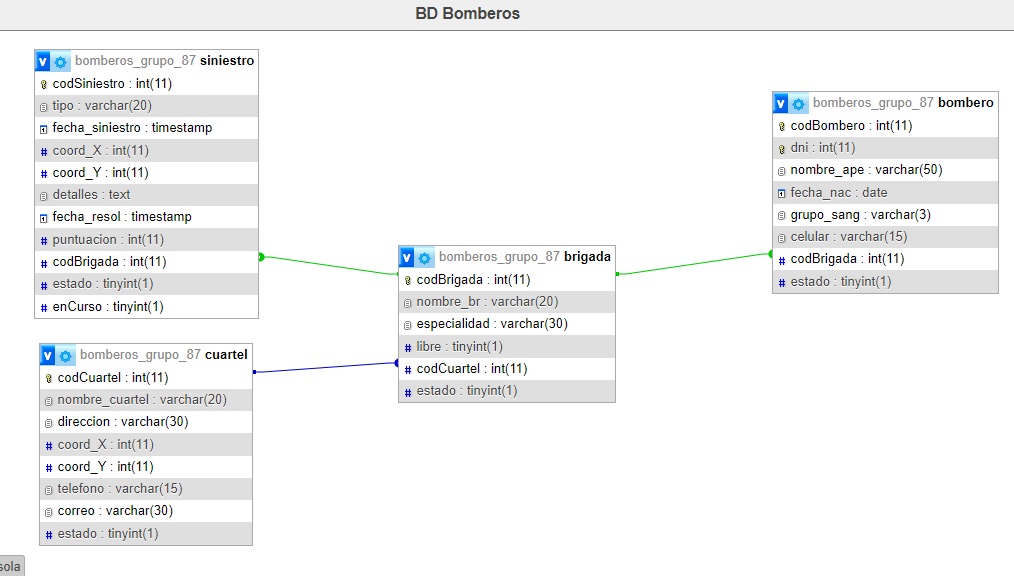 BD Bomberos
v bomberos_grupo_87 siniestro
codSiniestro : int(11)
tipo : varchar(20)
fecha_siniestro : timestamp
# coord_X : int(11)
# coord_Y : int(11)
detalles : text
fecha_resol : timestamp
# puntuacion : int(11)
# codBrigada : int(11)
# estado : tinyint(1)
# enCurso : tinyint(1)
v bomberos_grupo_87 cuartel
codCuartel : int(11)
nombre_cuartel : varchar(20)
direccion : varchar(30)
# coord_X : int(11)
# coord_Y : int(11)
telefono : varchar(15)
correo : varchar(30)
# estado : tinyint(1)
v bomberos_grupo_87 brigada
codBrigada : int(11)
nombre_br : varchar(20)
especialidad : varchar(30)
# libre : tinyint(1)
# codCuartel : int(11)
# estado : tinyint(1)
v bomberos_grupo_87 bombero
codBombero : int(11)
dni : int(11)
nombre_ape : varchar(50)
fecha_nac : date
grupo_sang : varchar(3)
celular : varchar(15)
# codBrigada : int(11)
# estado : tinyint(1)
sola